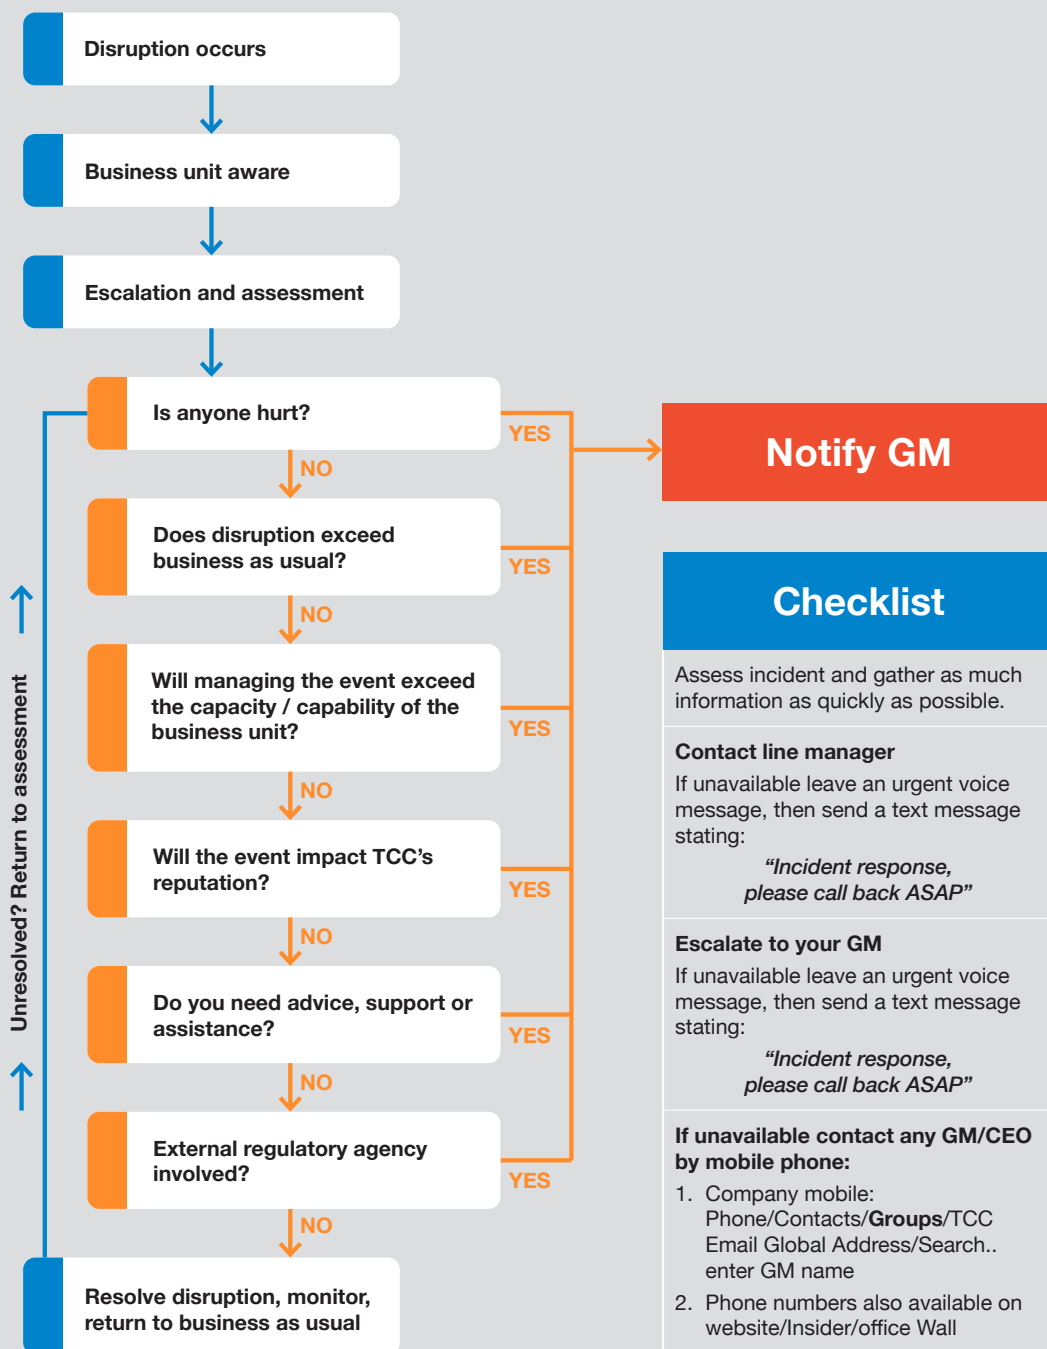 Disruption occurs
Business unit aware
Escalation and assessment
Is anyone hurt?
YES
NO
Does disruption exceed
business as usual?
YES
NO
Will managing the event exceed
the capacity / capability of the
business unit?
YES
NO
Will the event impact TCC's
reputation?
YES
NO
Do you need advice, support or
assistance?
YES
NO
External regulatory agency
involved?
YES
NO
Resolve disruption, monitor,
return to business as usual
Unresolved? Return to assessment
Notify GM
Checklist
Assess incident and gather as much
information as quickly as possible.
Contact line manager
If unavailable leave an urgent voice
message, then send a text message
stating:
“Incident response,
please call back ASAP”
Escalate to your GM
If unavailable leave an urgent voice
message, then send a text message
stating:
“Incident response,
please call back ASAP”
If unavailable contact any GM/CEO
by mobile phone:
1. Company mobile:
Phone/Contacts/Groups/TCC
Email Global Address/Search..
enter GM name
2. Phone numbers also available on
website/Insider/office Wall